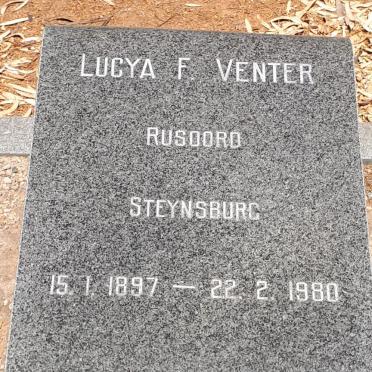 LUCYA F. VENTER
RUSOORD
STEYNSBURG
15. 1. 1897 — 22. 2. 1980